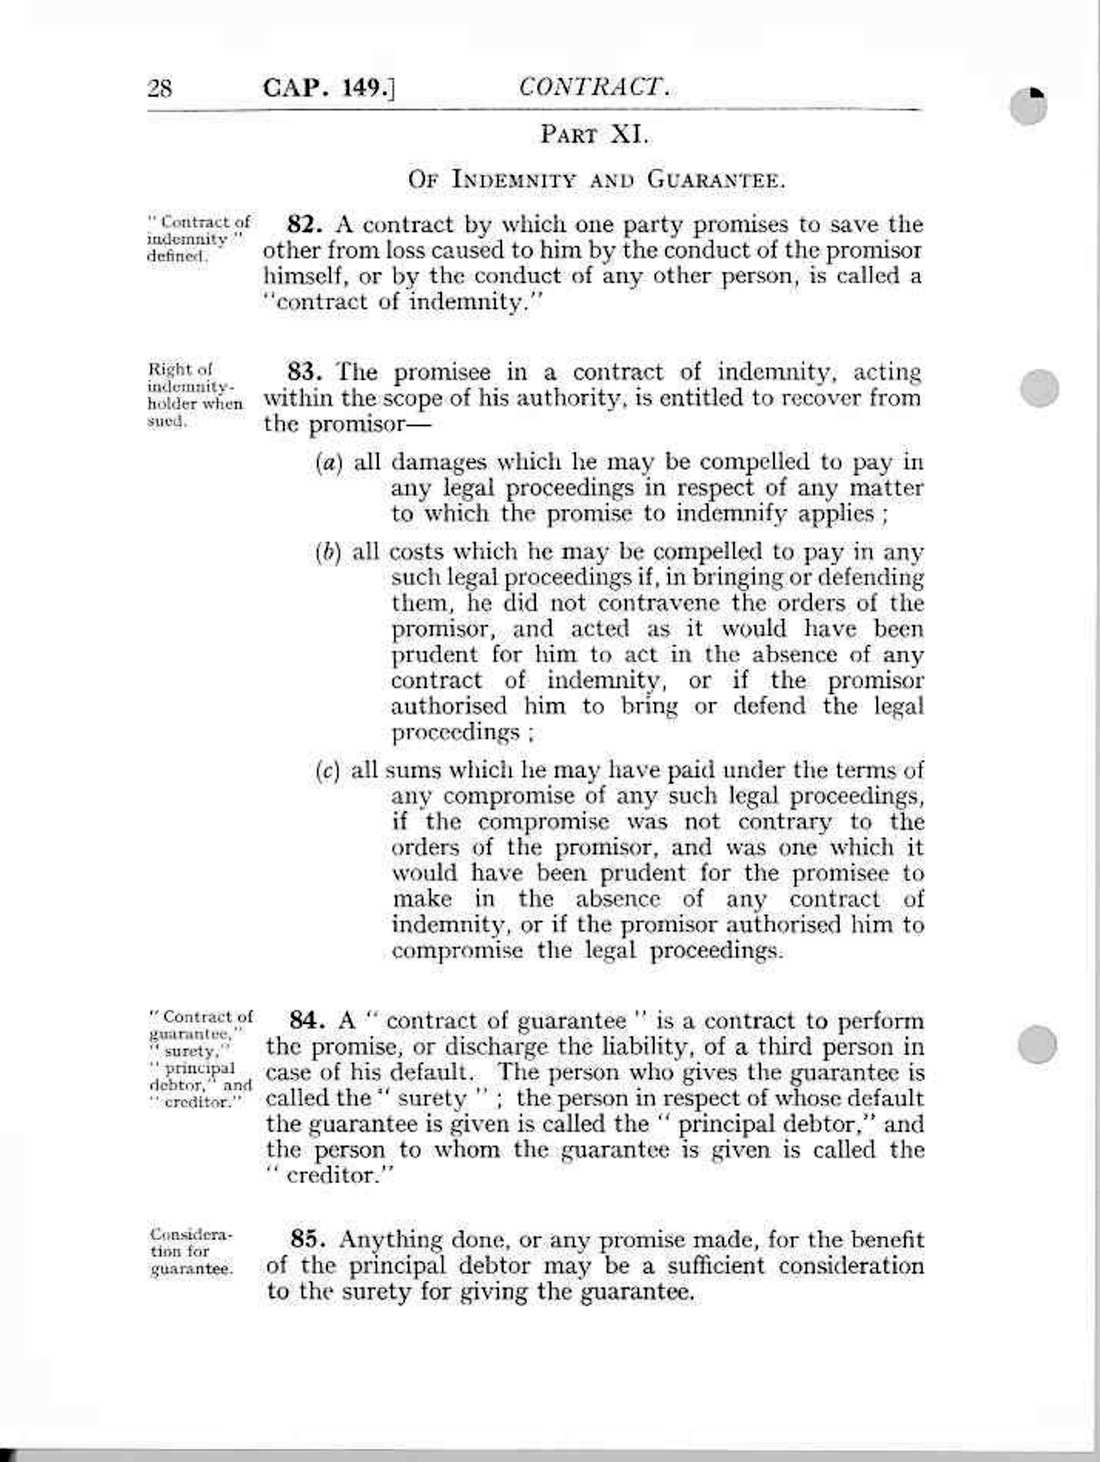 28 CAP. 149.] CONTRACT.
PART XI.
OF INDEMNITY AND GUARANTEE.
" Contract of
indemnity "
defined.
82. A contract by which one party promises to save the
other from loss caused to him by the conduct of the promisor
himself, or by the conduct of any other person, is called a
"contract of indemnity."
Right of
indemnity-
holder when
sued.
83. The promisee in a contract of indemnity, acting
within the scope of his authority, is entitled to recover from
the promisor—
(a) all damages which he may be compelled to pay in
any legal proceedings in respect of any matter
to which the promise to indemnify applies ;
(b) all costs which he may be compelled to pay in any
such legal proceedings if, in bringing or defending
them, he did not contravene the orders of the
promisor, and acted as it would have been
prudent for him to act in the absence of any
contract of indemnity, or if the promisor
authorised him to bring or defend the legal
proceedings ;
(c) all sums which he may have paid under the terms of
any compromise of any such legal proceedings,
if the compromise was not contrary to the
orders of the promisor, and was one which it
would have been prudent for the promisee to
make in the absence of any contract of
indemnity, or if the promisor authorised him to
compromise the legal proceedings.
" Contract of
guarantee,"
" surety,"
" principal
debtor," and
" creditor."
84. A " contract of guarantee " is a contract to perform
the promise, or discharge the liability, of a third person in
case of his default. The person who gives the guarantee is
called the " surety " ; the person in respect of whose default
the guarantee is given is called the " principal debtor," and
the person to whom the guarantee is given is called the
" creditor."
Considera-
tion for
guarantee.
85. Anything done, or any promise made, for the benefit
of the principal debtor may be a sufficient consideration
to the surety for giving the guarantee.